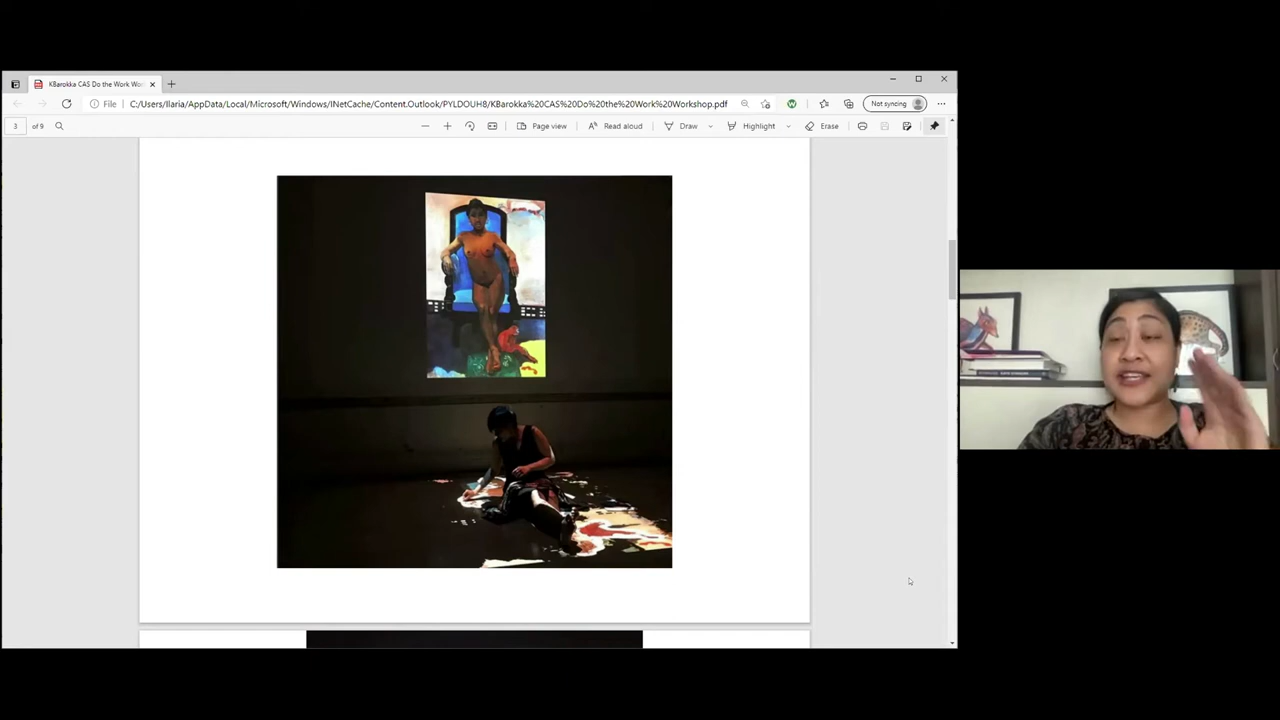 KBarokka CAS Do the Work Wo
File
C:/Users/Ilaria/AppData/Local/Microsoft/Windows/INetCache/Content.Outlook/PYLDOUH8/KBarokka%20CAS%20Do%20the%20Work%20Workshop.pdf
Not syncing
3 of 9
Page view
Read aloud
Draw
Highlight
Erase